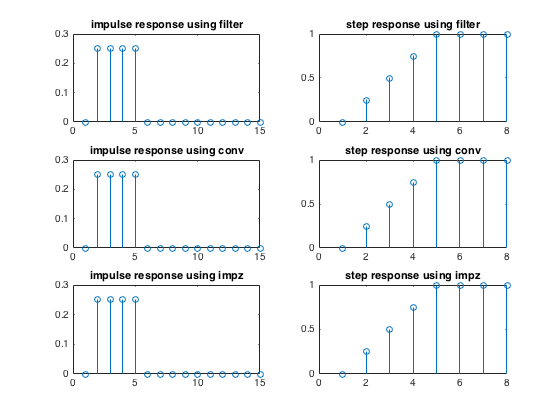 impulse response using filter
0.3
0.2
0.1
0
0 5 10 15
step response using filter
1
0.5
0
0 2 4 6 8
impulse response using conv
0.3
0.2
0.1
0
0 5 10 15
step response using conv
1
0.5
0
0 2 4 6 8
impulse response using impz
0.3
0.2
0.1
0
0 5 10 15
step response using impz
1
0.5
0
0 2 4 6 8